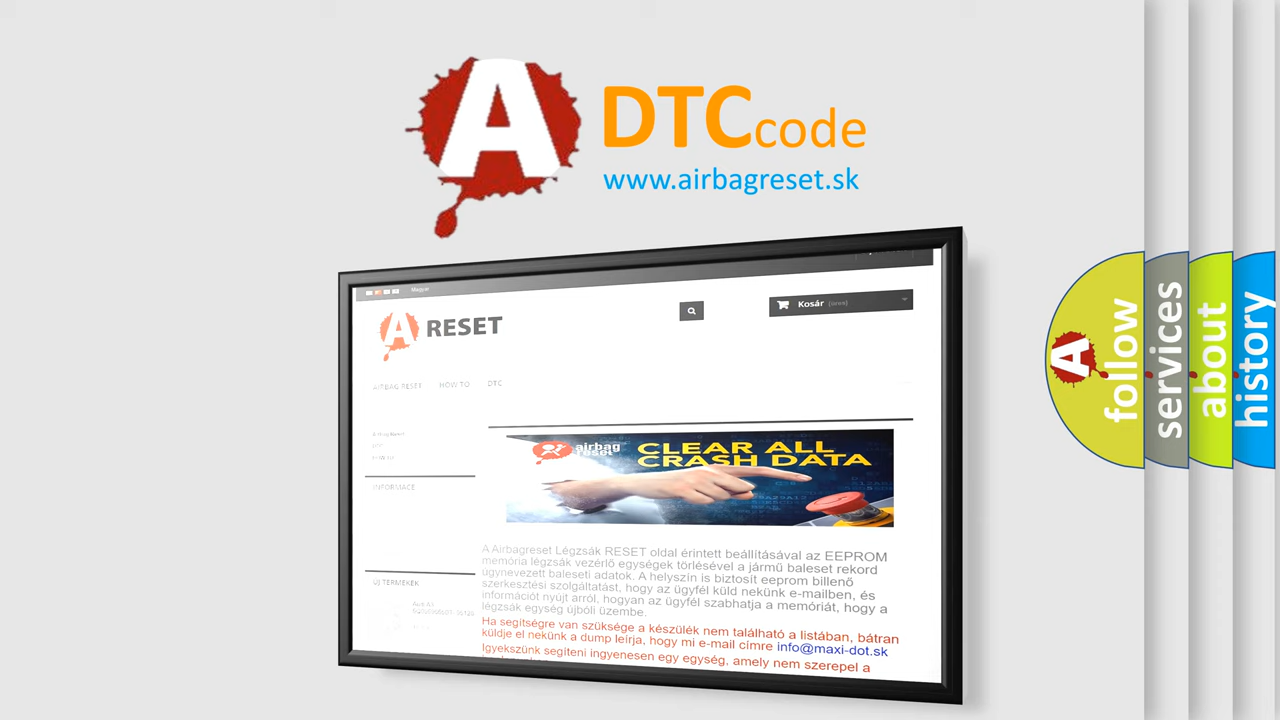 A
DTC code
www.airbagreset.sk
Magyar
Kosár
A RESET
AIRBAG RESET HOW TO DTC
INFORMACE
ÚJ TERMÉKEK
airbag
reset
CLEAR ALL
CRASH DATA
A Airbagreset Légzsák RESET oldal érintett beállításával az EEPROM
memória légzsák vezérlő egységek törlésével a jármű baleset rekord
úgynevezett baleseti adatok. A helyszín is biztosít eeprom billenő
szerkesztési szolgáltatást, hogy az ügyfél küld nekünk e-mailben, és
információt nyújt arról, hogyan az ügyfél szabhatja a memóriát, hogy a
légzsák egység újbóli üzembe.
Ha segítségre van szüksége a készülék nem található a listában, bátran
küldje el nekünk a dump leírja, hogy mi e-mail címre info@maxi-dot.sk
Igyekszünk segíteni ingyenesen egy egység, amely nem szerepel a
A
follow
services
about
history